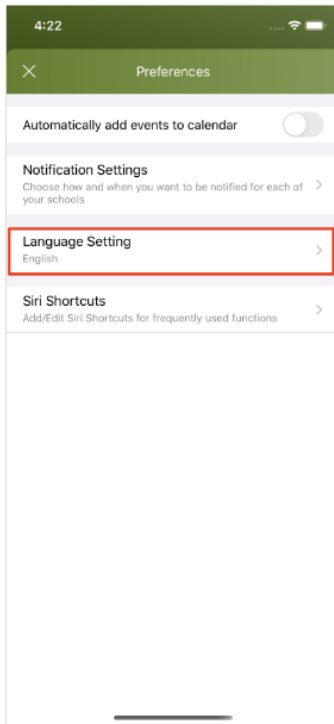 4:22
Preferences
Automatically add events to calendar
Notification Settings
Choose how and when you want to be notified for each of
your schools
Language Setting
English
Siri Shortcuts
Add/Edit Siri Shortcuts for frequently used functions